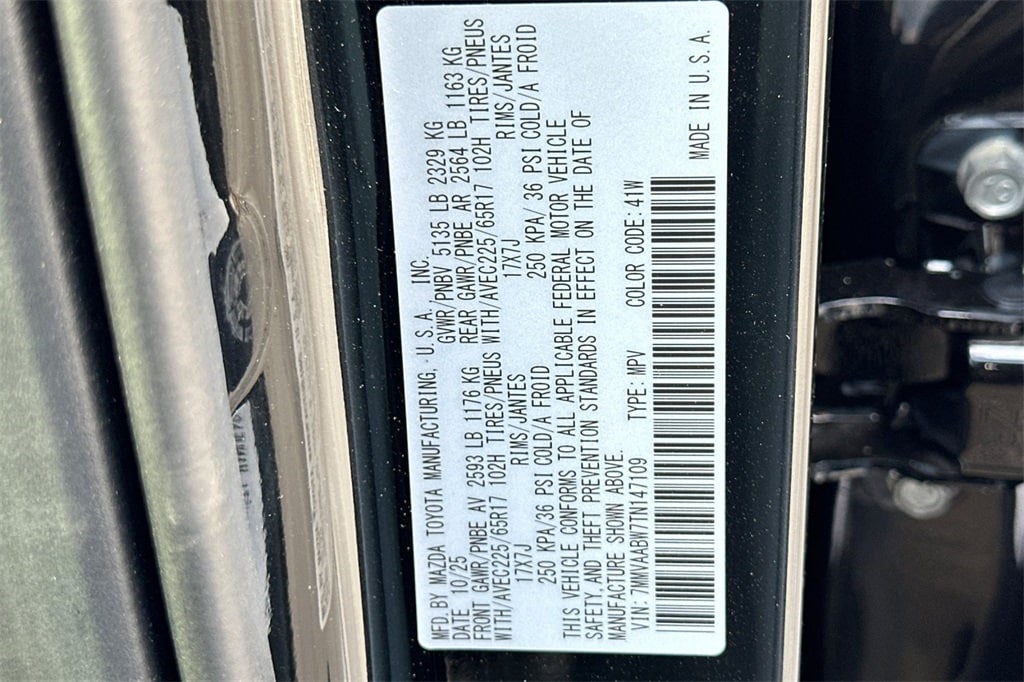 MFD. BY MAZDA TOYOTA MANUFACTURING, U.S.A., INC.
DATE 10/25 GVWR/PNBV 5135 LB 2329 KG
FRONT GAWR/PNBE AV 2593 LB 1176 KG REAR GAWR/PNBE AR 2564 LB 1163 KG
WITH/AVEC225/65R17 102H TIRES/PNEUS WITH/AVEC225/65R17 102H TIRES/PNEUS
17X7J RIMS/JANTES 17X7J RIMS/JANTES
250 KPA/36 PSI COLD/A FROID 250 KPA/ 36 PSI COLD/A FROID
THIS VEHICLE CONFORMS TO ALL APPLICABLE FEDERAL MOTOR VEHICLE
SAFETY, AND THEFT PREVENTION STANDARDS IN EFFECT ON THE DATE OF
MANUFACTURE SHOWN ABOVE.
VIN: 7MMVAABW7TN147109 TYPE: MPV COLOR CODE: 41W
MADE IN U.S.A.